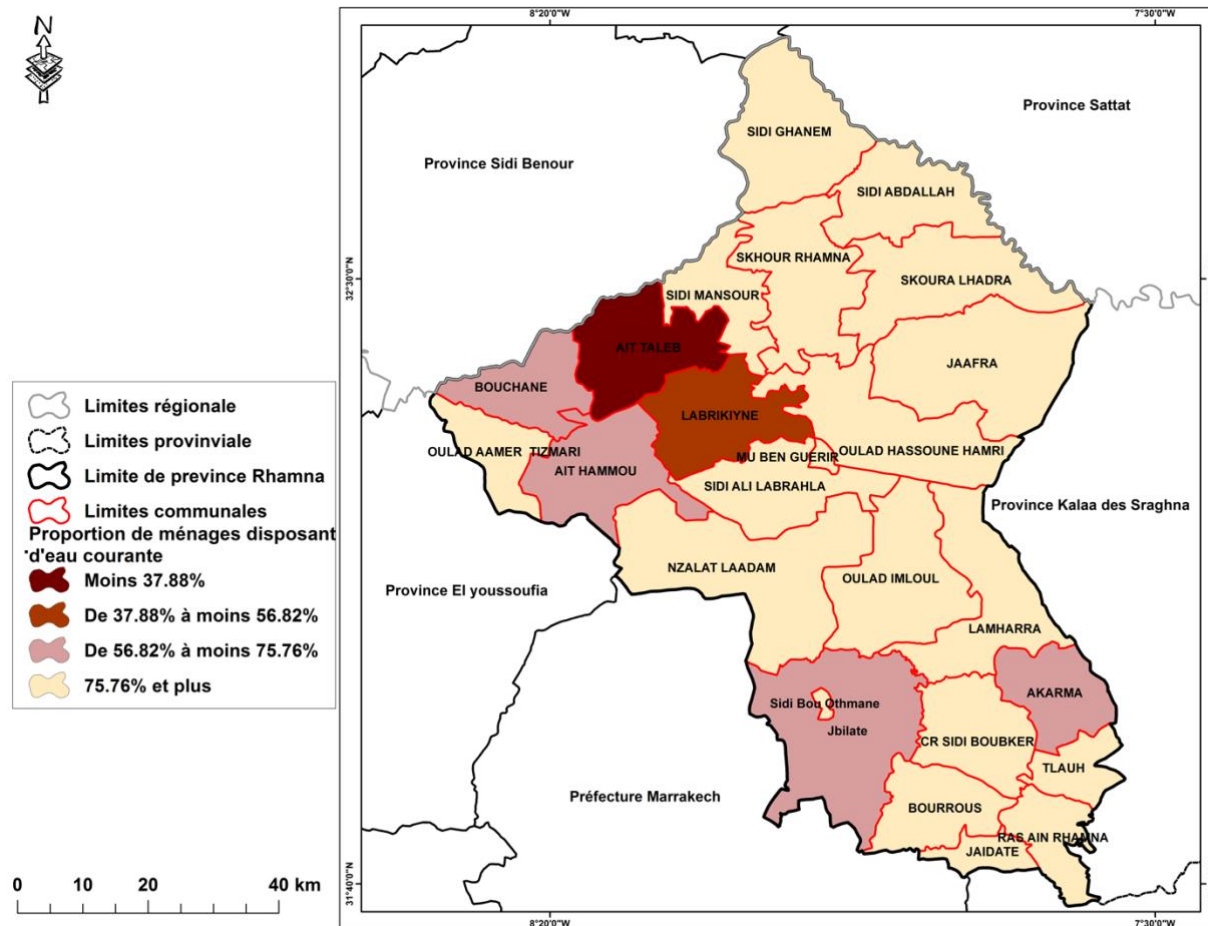 N
8°20'0"W
7°30'0"W
Province Sattat
SIDI GHANEM
Province Sidi Benour
SIDI ABDALLAH
SKHOUR RHAMNA
SKOURA LHADRA
32°30'0"N
SIDI MANSOUR
AIT TALEB
JAAFRA
BOUCHANE
LABRIKIYNE
OULAD AAMER TIZMARI
MU BEN GUERIR
OULAD HASSOUNE HAMRI
AIT HAMMOU
SIDI ALI LABRAHLA
Province Kalaa des Sraghna
NZALAT LAADAM
OULAD IMLOUL
Province El youssoufia
LAMHARRA
AKARMA
Sidi Bou Othmane
Jbilate
CR SIDI BOUBKER
TLAUH
Préfecture Marrakech
BOURROUS
RAS AIN RHAMNA
JAIDATE
31°40'0"N
8°20'0"W
7°30'0"W
Limites régionale
Limites provinviale
Limite de prevince Rhamna
Limites communales
Proportion de ménages disposant
d'eau courante
Moins 37.88%
De 37.88% à moins 56.82%
De 56.82% à moins 75.76%
75.76% et plus
0 10 20 40 km